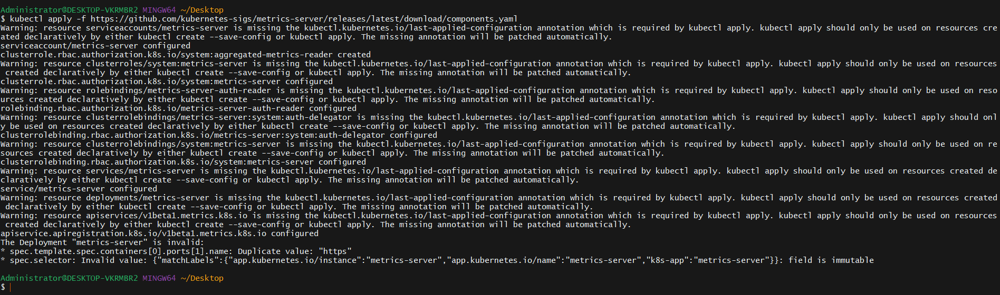 Administrator@DESKTOP-VKRMBR2 MINGW64 ~/Desktop
$ kubectl apply -f https://github.com/kubernetes-sigs/metrics-server/releases/latest/download/components.yaml
Warning: resource serviceaccounts/metrics-server is missing the kubectl.kubernetes.io/last-applied-configuration annotation which is required by kubectl apply. kubectl apply should only be used on resources cre
ated declaratively by either kubectl create --save-config or kubectl apply. The missing annotation will be patched automatically.
serviceaccount/metrics-server configured
clusterrole.rbac.authorization.k8s.io/system:aggregated-metrics-reader created
Warning: resource clusterroles/system:metrics-server is missing the kubectl.kubernetes.io/last-applied-configuration annotation which is required by kubectl apply. kubectl apply should only be used on resources
 created declaratively by either kubectl create --save-config or kubectl apply. The missing annotation will be patched automatically.
clusterrole.rbac.authorization.k8s.io/system:metrics-server configured
Warning: resource rolebindings/metrics-server-auth-reader is missing the kubectl.kubernetes.io/last-applied-configuration annotation which is required by kubectl apply. kubectl apply should only be used on reso
urces created declaratively by either kubectl create --save-config or kubectl apply. The missing annotation will be patched automatically.
rolebinding.rbac.authorization.k8s.io/metrics-server-auth-reader configured
Warning: resource clusterrolebindings/metrics-server:system:auth-delegator is missing the kubectl.kubernetes.io/last-applied-configuration annotation which is required by kubectl apply. kubectl apply should onl
y be used on resources created declaratively by either kubectl create --save-config or kubectl apply. The missing annotation will be patched automatically.
clusterrolebinding.rbac.authorization.k8s.io/metrics-server:system:auth-delegator configured
Warning: resource clusterrolebindings/system:metrics-server is missing the kubectl.kubernetes.io/last-applied-configuration annotation which is required by kubectl apply. kubectl apply should only be used on re
sources created declaratively by either kubectl create --save-config or kubectl apply. The missing annotation will be patched automatically.
clusterrolebinding.rbac.authorization.k8s.io/system:metrics-server configured
Warning: resource services/metrics-server is missing the kubectl.kubernetes.io/last-applied-configuration annotation which is required by kubectl apply. kubectl apply should only be used on resources created de
claratively by either kubectl create --save-config or kubectl apply. The missing annotation will be patched automatically.
service/metrics-server configured
Warning: resource deployments/metrics-server is missing the kubectl.kubernetes.io/last-applied-configuration annotation which is required by kubectl apply. kubectl apply should only be used on resources created
 declaratively by either kubectl create --save-config or kubectl apply. The missing annotation will be patched automatically.
Warning: resource apiservices/v1beta1.metrics.k8s.io is missing the kubectl.kubernetes.io/last-applied-configuration annotation which is required by kubectl apply. kubectl apply should only be used on resources
 created declaratively by either kubectl create --save-config or kubectl apply. The missing annotation will be patched automatically.
apiservice.apiregistration.k8s.io/v1beta1.metrics.k8s.io configured
The Deployment "metrics-server" is invalid:
* spec.template.spec.containers[0].ports[1].name: Duplicate value: "https"
* spec.selector: Invalid value: {"matchLabels":{"app.kubernetes.io/instance":"metrics-server","app.kubernetes.io/name":"metrics-server","k8s-app":"metrics-server"}}: field is immutable
Administrator@DESKTOP-VKRMBR2 MINGW64 ~/Desktop
$